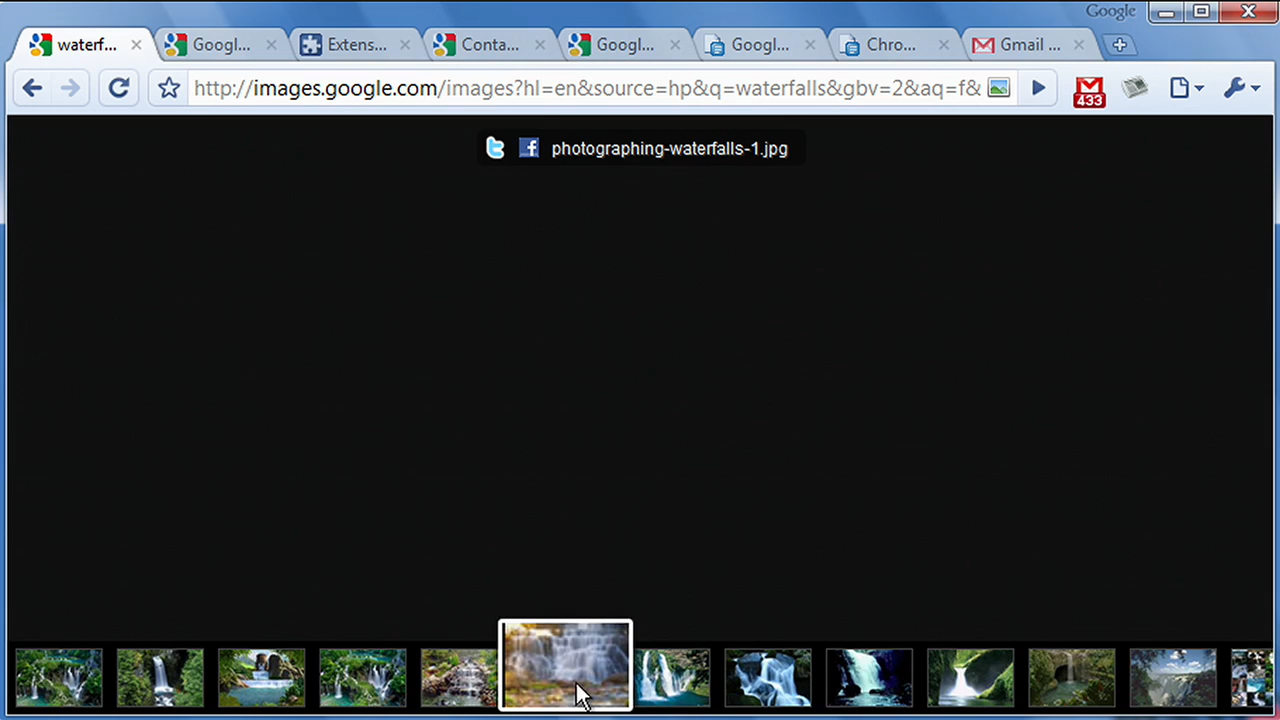 Google
waterf...
Googl...
Extens...
Conta...
Googl...
Googl...
Chro...
Gmail ...
http://images.google.com/images?hl=en&source=hp&q=waterfalls&gbv=2&aq=f&
433
photographing-waterfalls-1.jpg